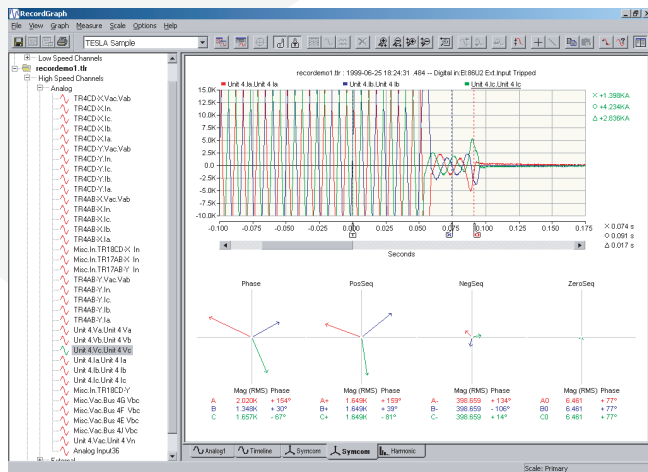 RecordGraph
File View Graph Measure Scale Options Help
TESLA Sample
Low Speed Channels
recordemo1.tlr
High Speed Channels
Analog
TR4CD-X.Vac.Vab
TR4CD-X.In.
TR4CD-X.Ic.
TR4CD-X.Ib.
TR4CD-X.Ia.
TR4CD-Y.Vac.Vab
TR4CD-Y.In.
TR4CD-Y.Ic.
TR4CD-Y.Ib.
TR4CD-Y.Ia.
TR4AB-X.Vac.Vab
TR4AB-X.In.
TR4AB-X.Ic.
TR4AB-X.Ib.
TR4AB-X.Ia.
Misc.In.TR18CD-X In
Misc.In.TR17AB-X In
Misc.In.TR17AB-Y In
TR4AB-Y.Vac.Vab
TR4AB-Y.In.
TR4AB-Y.Ic.
TR4AB-Y.Ib.
TR4AB-Y.Ia.
Unit 4.Va.Unit 4 Va
Unit 4.Vb.Unit 4 Vb
Unit 4.Vc.Unit 4 Vc
Unit 4.Ia.Unit 4 Ia
Unit 4.Ib.Unit 4 Ib
Unit 4.Ic.Unit 4 Ic
Misc.In.TR18CD-Y
Misc.Vac.Bus 4G Vbc
Misc.Vac.Bus 4F Vbc
Misc.Vac.Bus 4E Vbc
Misc.Vac.Bus 4J Vbc
Unit 4.Vac.Unit 4 Vn
Analog Input36
External
recordemo1.tlr : 1999-06-25 18:24:31 .484 -- Digital in:El:86U2 Ext.Input Tripped
Unit 4.Ia.Unit 4 Ia Unit 4.Ib.Unit 4 Ib Unit 4.Ic.Unit 4 Ic
15.0K
12.5K
10.0K
7.5K
5.0K
2.5K
0.0
-2.5K
-5.0K
-7.5K
-10.0K
X +1.398KA
O +4.234KA
Δ +2.836KA
-0.100 -0.075 -0.050 -0.025 0.000 0.025 0.050 0.075 0.100 0.125 0.150 0.175
X 0.074 s
O 0.091 s
Δ 0.017 s
Seconds
Phase PosSeq NegSeq ZeroSeq
Mag (RMS) Phase Mag (RMS) Phase Mag (RMS) Phase Mag (RMS) Phase
A 2.020K + 154° A+ 1.649K + 159° A- 398.659 + 134° A0 6.461 + 77°
B 1.348K + 30° B+ 1.649K + 39° B- 398.659 - 106° B0 6.461 + 77°
C 1.657K - 67° C+ 1.649K - 81° C- 398.659 + 14° C0 6.461 + 77°
Analog1 Timeline Symcom Symcom Harmonic
Scale: Primary